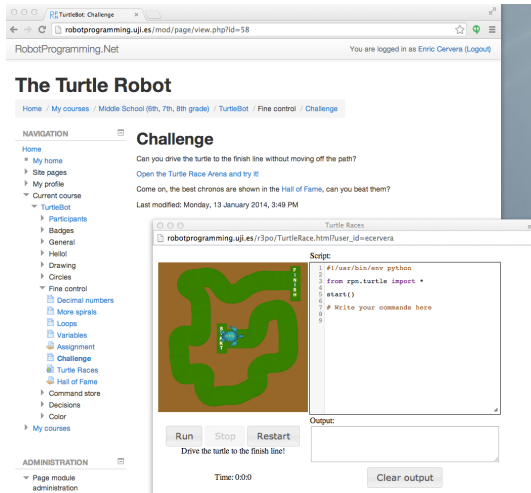 TurtleBot: Challenge
robotprogramming.uji.es/mod/page/view.php?id=58
RobotProgramming.Net
You are logged in as Enric Cervera (Logout)
The Turtle Robot
Home / My courses / Middle School (6th, 7th, 8th grade) / TurtleBot / Fine control / Challenge
NAVIGATION
Home
My home
Site pages
My profile
Current course
TurtleBot
Participants
Badges
General
Hello!
Drawing
Circles
Fine control
Decimal numbers
More spirals
Loops
Variables
Assignment
Challenge
Turtle Races
Hall of Fame
Command store
Decisions
Color
My courses
ADMINISTRATION
Page module
administration
Challenge
Can you drive the turtle to the finish line without moving off the path?
Open the Turtle Race Arena and try it!
Come on, the best chronos are shown in the Hall of Fame, can you beat them?
Last modified: Monday, 13 January 2014, 3:49 PM
Turtle Races
robotprogramming.uji.es/r3po/TurtleRace.html?user_id=ecervera
FINISH
START
Script:
1 #!/usr/bin/env python
2
3 from rpn.turtle import *
4
5 start()
6
7 # Write your commands here
8
9
Run Stop Restart
Drive the turtle to the finish line!
Time: 0:0:0
Output:
Clear output